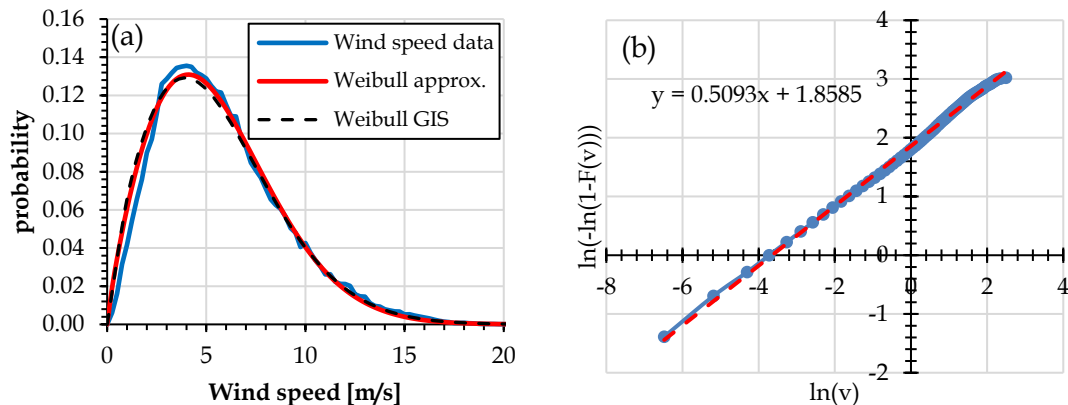 (a)
Wind speed data
Weibull approx.
Weibull GIS
probability
0.16
0.14
0.12
0.10
0.08
0.06
0.04
0.02
0.00
0 5 10 15 20
Wind speed [m/s]
(b)
y = 0.5093x + 1.8585
ln(-ln(1-F(v)))
4
3
2
1
0
-1
-2
-8 -6 -4 -2 0 2 4
ln(v)